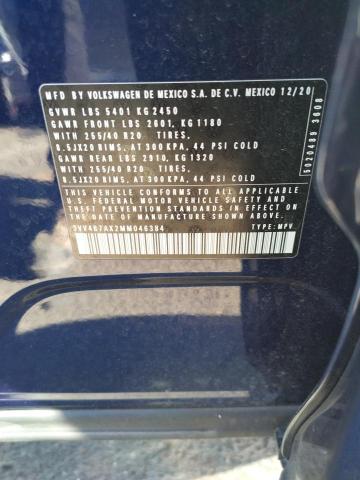 MFD BY VOLKSWAGEN DE MEXICO S.A. DE C.V. MEXICO 12/20
GVWR LBS 5401 KG 2450
GAWR FRONT LBS 2601, KG 1180
WITH 255/40 R20 TIRES,
8.5JX20 RIMS, AT 300 KPA, 44 PSI COLD
GAWR REAR LBS 2910, KG 1320
WITH 255/40 R20 TIRES,
8.5JX20 RIMS, AT 300 KPA, 44 PSI COLD
THIS VEHICLE CONFORMS TO ALL APPLICABLE
U.S. FEDERAL MOTOR VEHICLE SAFETY AND
THEFT PREVENTION STANDARDS IN EFFECT ON
THE DATE OF MANUFACTURE SHOWN ABOVE.
3VV4B7AX2MM046384 TYPE: MPV
5020499 3608